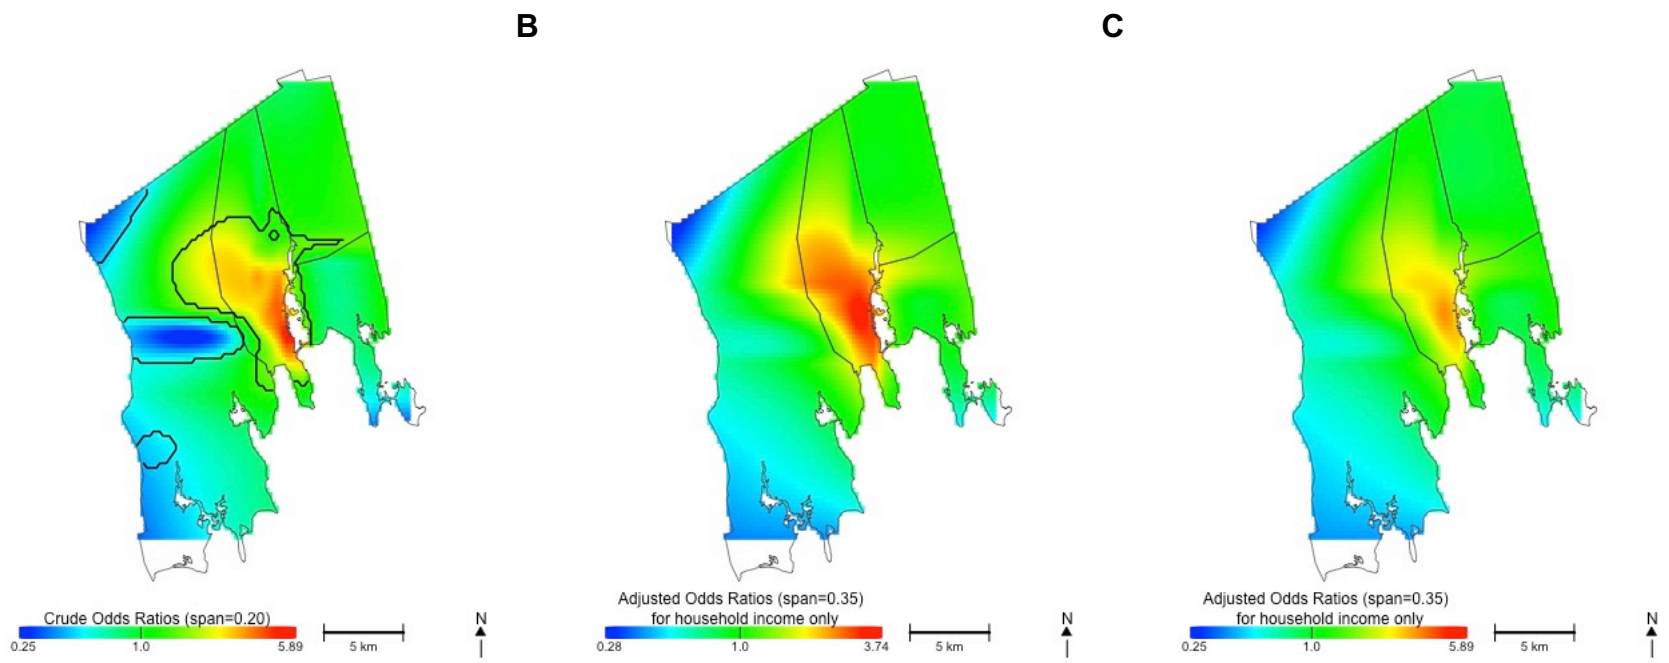 B
C
Crude Odds Ratios (span=0.20)
0.25 1.0 5.89
5 km
N
Adjusted Odds Ratios (span=0.35)
for household income only
0.28 1.0 3.74
5 km
N
Adjusted Odds Ratios (span=0.35)
for household income only
0.25 1.0 5.89
5 km
N